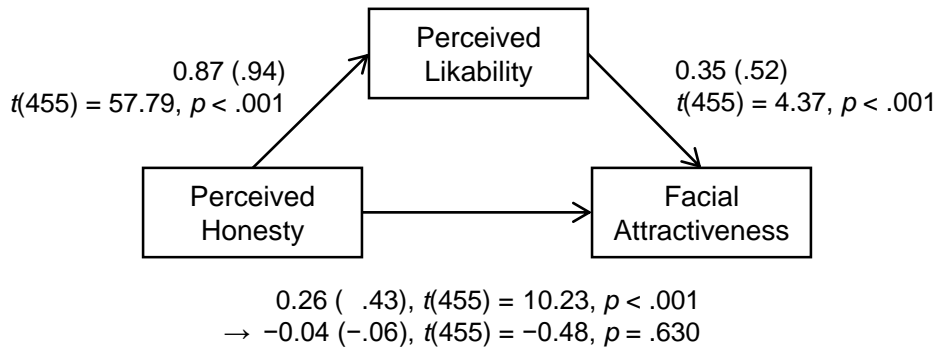 Perceived
Likability
0.87 (.94)
t(455) = 57.79, p < .001
0.35 (.52)
t(455) = 4.37, p < .001
Perceived
Honesty
Facial
Attractiveness
0.26 ( .43), t(455) = 10.23, p < .001
→ −0.04 (−.06), t(455) = −0.48, p = .630